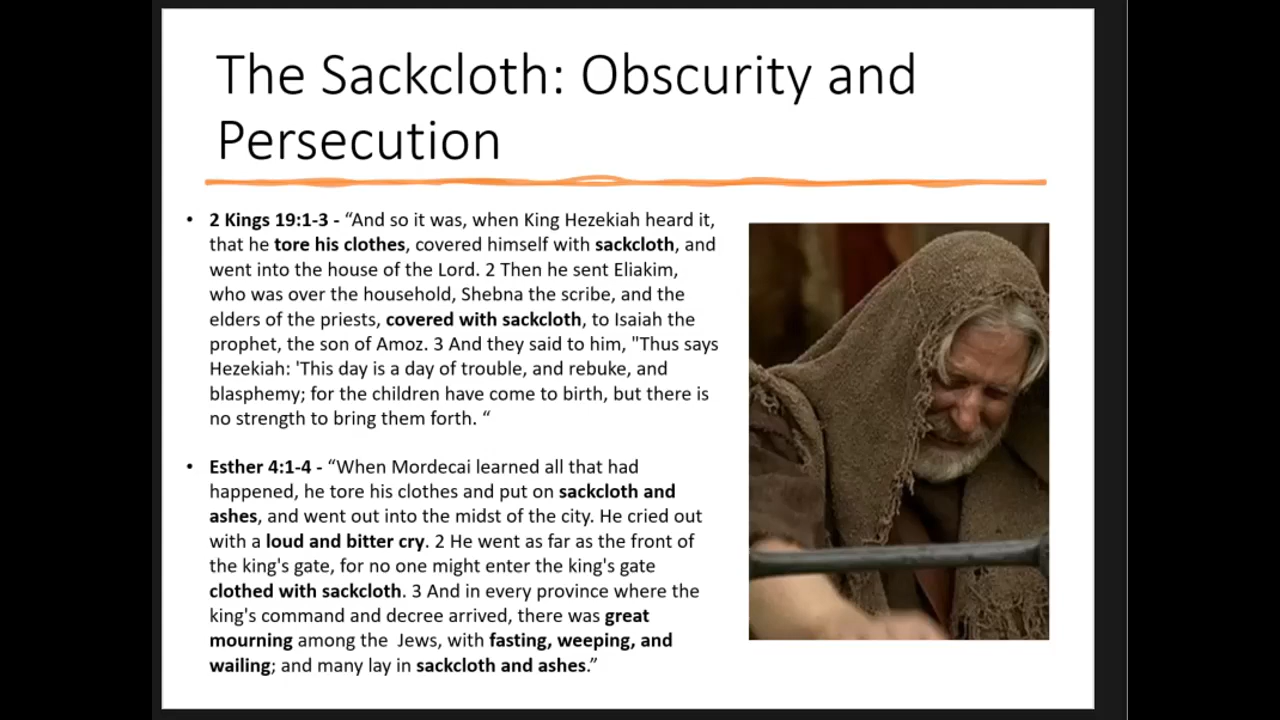 The Sackcloth: Obscurity and
Persecution
• 2 Kings 19:1-3 - “And so it was, when King Hezekiah heard it,
that he tore his clothes, covered himself with sackcloth, and
went into the house of the Lord. 2 Then he sent Eliakim,
who was over the household, Shebna the scribe, and the
elders of the priests, covered with sackcloth, to Isaiah the
prophet, the son of Amoz. 3 And they said to him, "Thus says
Hezekiah: 'This day is a day of trouble, and rebuke, and
blasphemy; for the children have come to birth, but there is
no strength to bring them forth. “
• Esther 4:1-4 - “When Mordecai learned all that had
happened, he tore his clothes and put on sackcloth and
ashes, and went out into the midst of the city. He cried out
with a loud and bitter cry. 2 He went as far as the front of
the king's gate, for no one might enter the king's gate
clothed with sackcloth. 3 And in every province where the
king's command and decree arrived, there was great
mourning among the  Jews, with fasting, weeping, and
wailing; and many lay in sackcloth and ashes.”